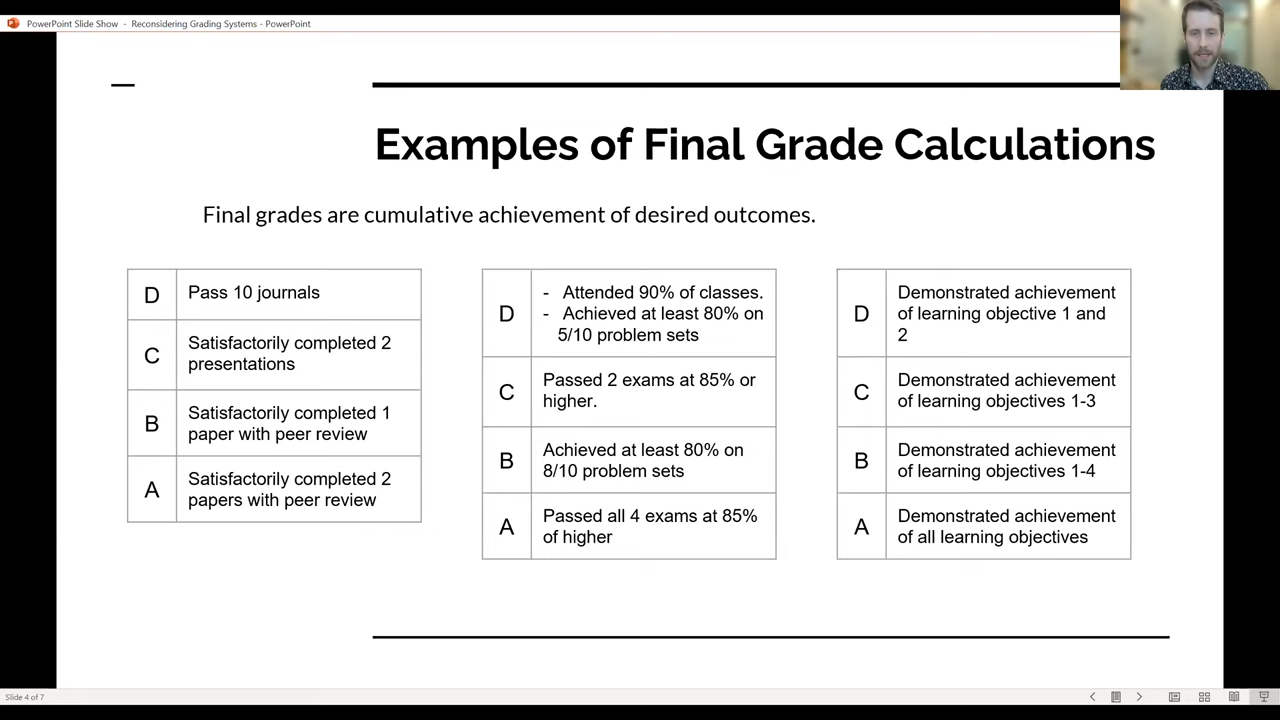 PowerPoint Slide Show - Reconsidering Grading Systems - PowerPoint
Examples of Final Grade Calculations
Final grades are cumulative achievement of desired outcomes.
D
Pass 10 journals
C
Satisfactorily completed 2
presentations
B
Satisfactorily completed 1
paper with peer review
A
Satisfactorily completed 2
papers with peer review
D
- Attended 90% of classes.
- Achieved at least 80% on
5/10 problem sets
C
Passed 2 exams at 85% or
higher.
B
Achieved at least 80% on
8/10 problem sets
A
Passed all 4 exams at 85%
of higher
D
Demonstrated achievement
of learning objective 1 and
2
C
Demonstrated achievement
of learning objectives 1-3
B
Demonstrated achievement
of learning objectives 1-4
A
Demonstrated achievement
of all learning objectives
Slide 4 of 7